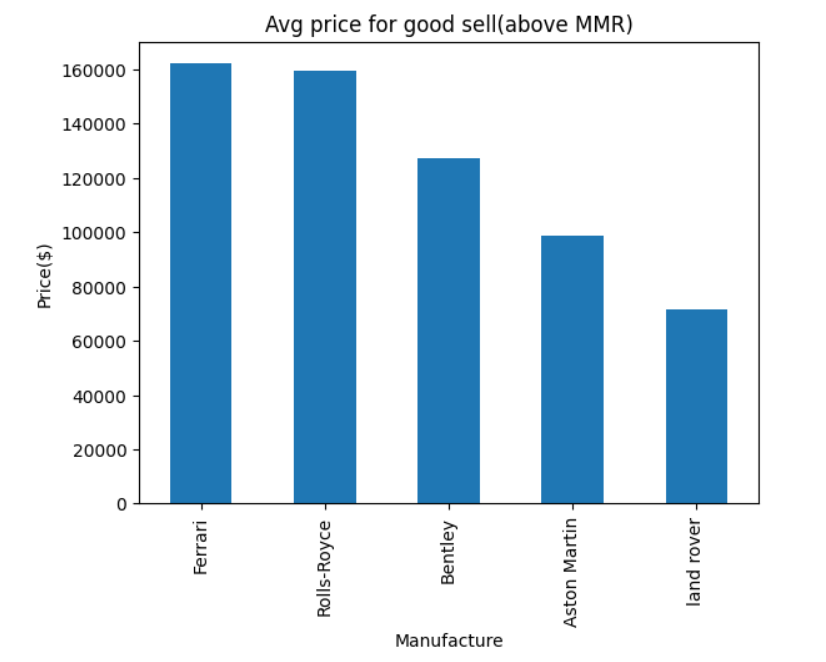 Avg price for good sell(above MMR)
Price($)
160000
140000
120000
100000
80000
60000
40000
20000
0
Ferrari
Rolls-Royce
Bentley
Aston Martin
land rover
Manufacture